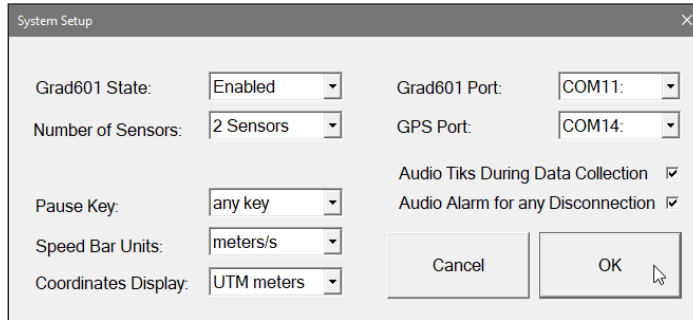 System Setup
Grad601 State: Enabled
Number of Sensors: 2 Sensors
Pause Key: any key
Speed Bar Units: meters/s
Coordinates Display: UTM meters
Grad601 Port: COM11:
GPS Port: COM14:
Audio Tiks During Data Collection
Audio Alarm for any Disconnection
Cancel
OK